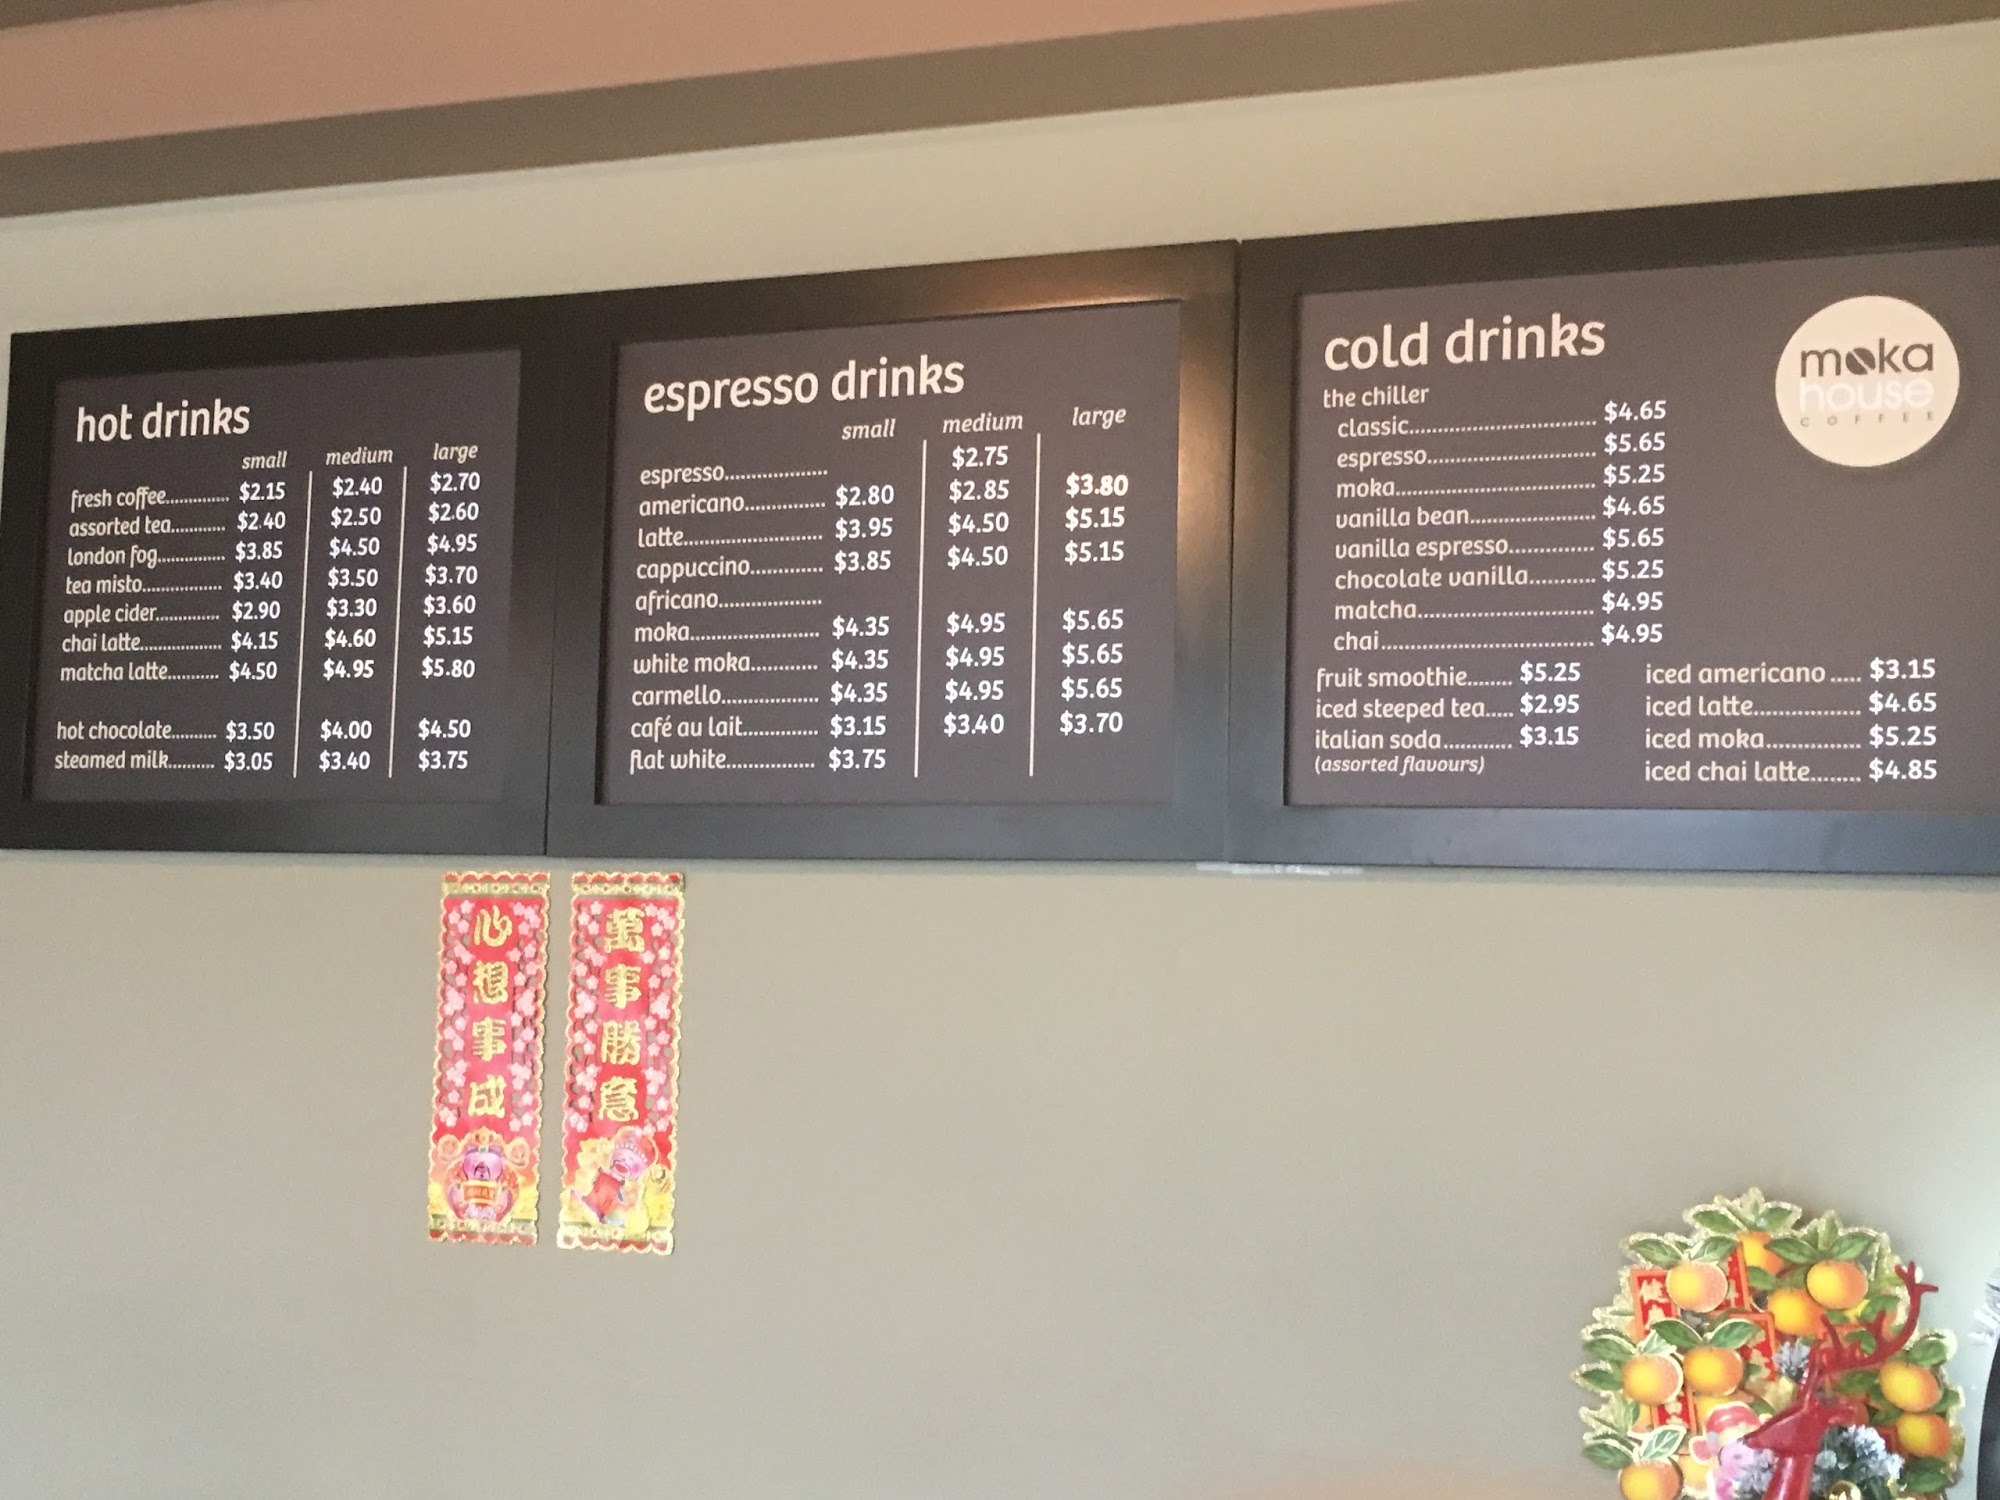 hot drinks
small medium large
fresh coffee............. $2.15 $2.40 $2.70
assorted tea........... $2.40 $2.50 $2.60
london fog.............. $3.85 $4.50 $4.95
tea misto................. $3.40 $3.50 $3.70
apple cider............. $2.90 $3.30 $3.60
chai latte................. $4.15 $4.60 $5.15
matcha latte........... $4.50 $4.95 $5.80
hot chocolate.......... $3.50 $4.00 $4.50
steamed milk.......... $3.05 $3.40 $3.75
espresso drinks
small medium large
espresso................... $2.75
americano............... $2.80 $2.85 $3.80
latte......................... $3.95 $4.50 $5.15
cappuccino............. $3.85 $4.50 $5.15
africano...................
moka....................... $4.35 $4.95 $5.65
white moka............ $4.35 $4.95 $5.65
carmello.................. $4.35 $4.95 $5.65
café au lait.............. $3.15 $3.40 $3.70
flat white................ $3.75
cold drinks
the chiller
classic.................................. $4.65
espresso............................... $5.65
moka.................................... $5.25
vanilla bean....................... $4.65
vanilla espresso............... $5.65
chocolate vanilla........... $5.25
matcha................................ $4.95
chai...................................... $4.95
fruit smoothie........ $5.25
iced steeped tea..... $2.95
italian soda............ $3.15
(assorted flavours)
iced americano ..... $3.15
iced latte................. $4.65
iced moka............... $5.25
iced chai latte........ $4.85
moka
house
COFFEE
心想事成
萬事勝意